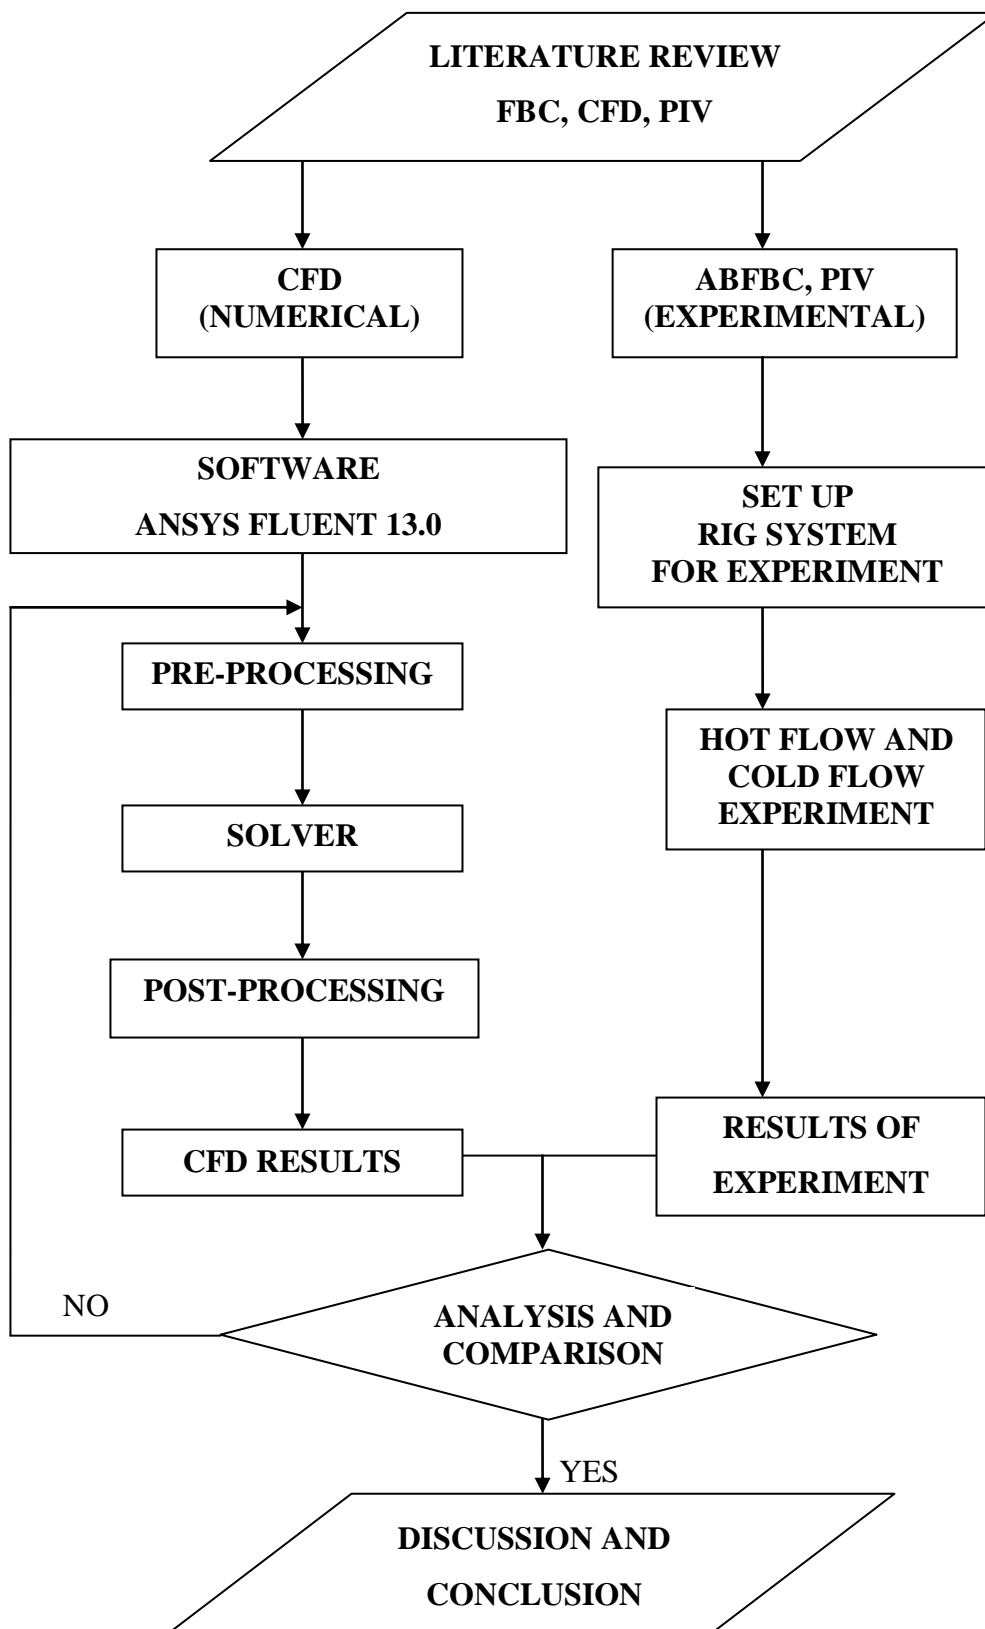 LITERATURE REVIEW
FBC, CFD, PIV
CFD
(NUMERICAL)
ABFBC, PIV
(EXPERIMENTAL)
SOFTWARE
ANSYS FLUENT 13.0
SET UP
RIG SYSTEM
FOR EXPERIMENT
PRE-PROCESSING
HOT FLOW AND
COLD FLOW
EXPERIMENT
SOLVER
POST-PROCESSING
CFD RESULTS
RESULTS OF
EXPERIMENT
NO
ANALYSIS AND
COMPARISON
YES
DISCUSSION AND
CONCLUSION